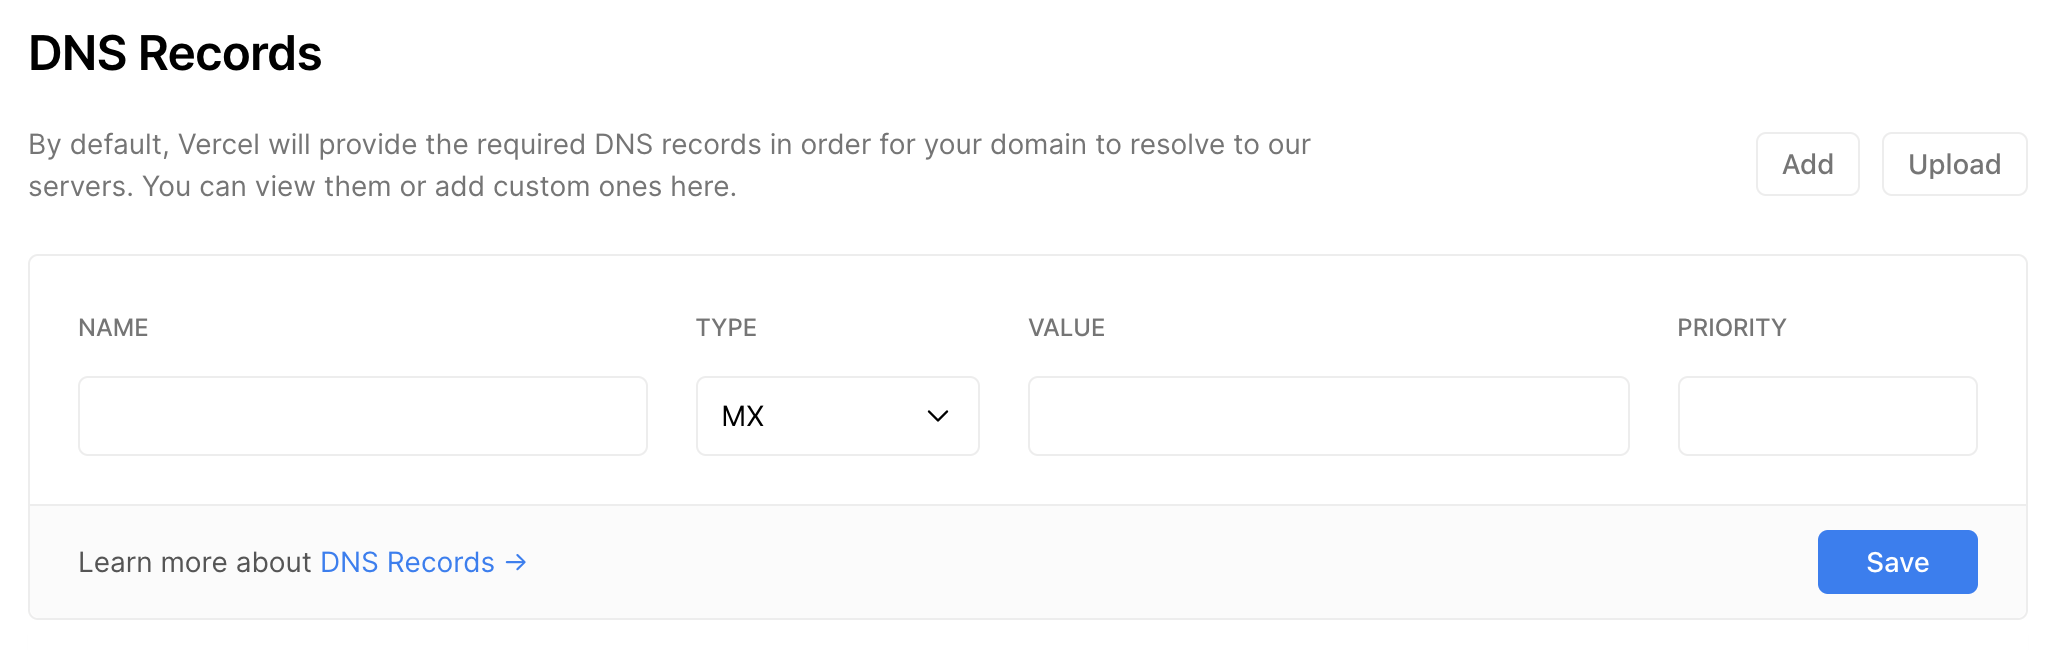 DNS Records
By default, Vercel will provide the required DNS records in order for your domain to resolve to our
servers. You can view them or add custom ones here.
Add
Upload
NAME
TYPE
VALUE
PRIORITY
MX
Learn more about DNS Records →
Save